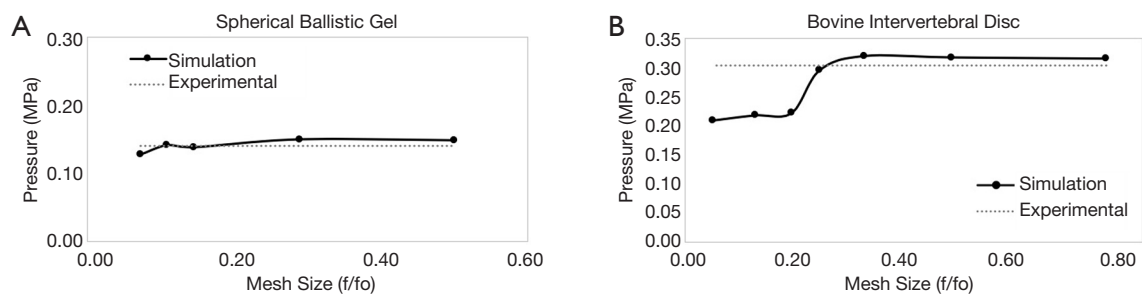 A
Spherical Ballistic Gel
0.30
0.20
0.10
0.00
Pressure (MPa)
Simulation
Experimental
0.00 0.20 0.40 0.60
Mesh Size (f/fo)
B
Bovine Intervertebral Disc
0.35
0.30
0.25
0.20
0.15
0.10
0.05
0.00
Pressure (MPa)
Simulation
Experimental
0.00 0.20 0.40 0.60 0.80
Mesh Size (f/fo)